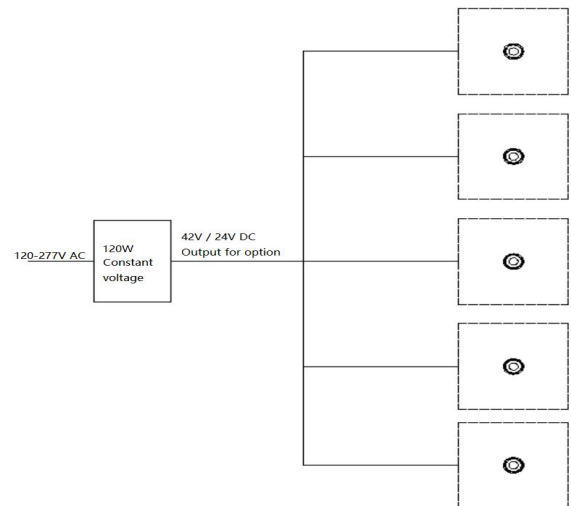 120-277V AC
120W
Constant
voltage
42V / 24V DC
Output for option